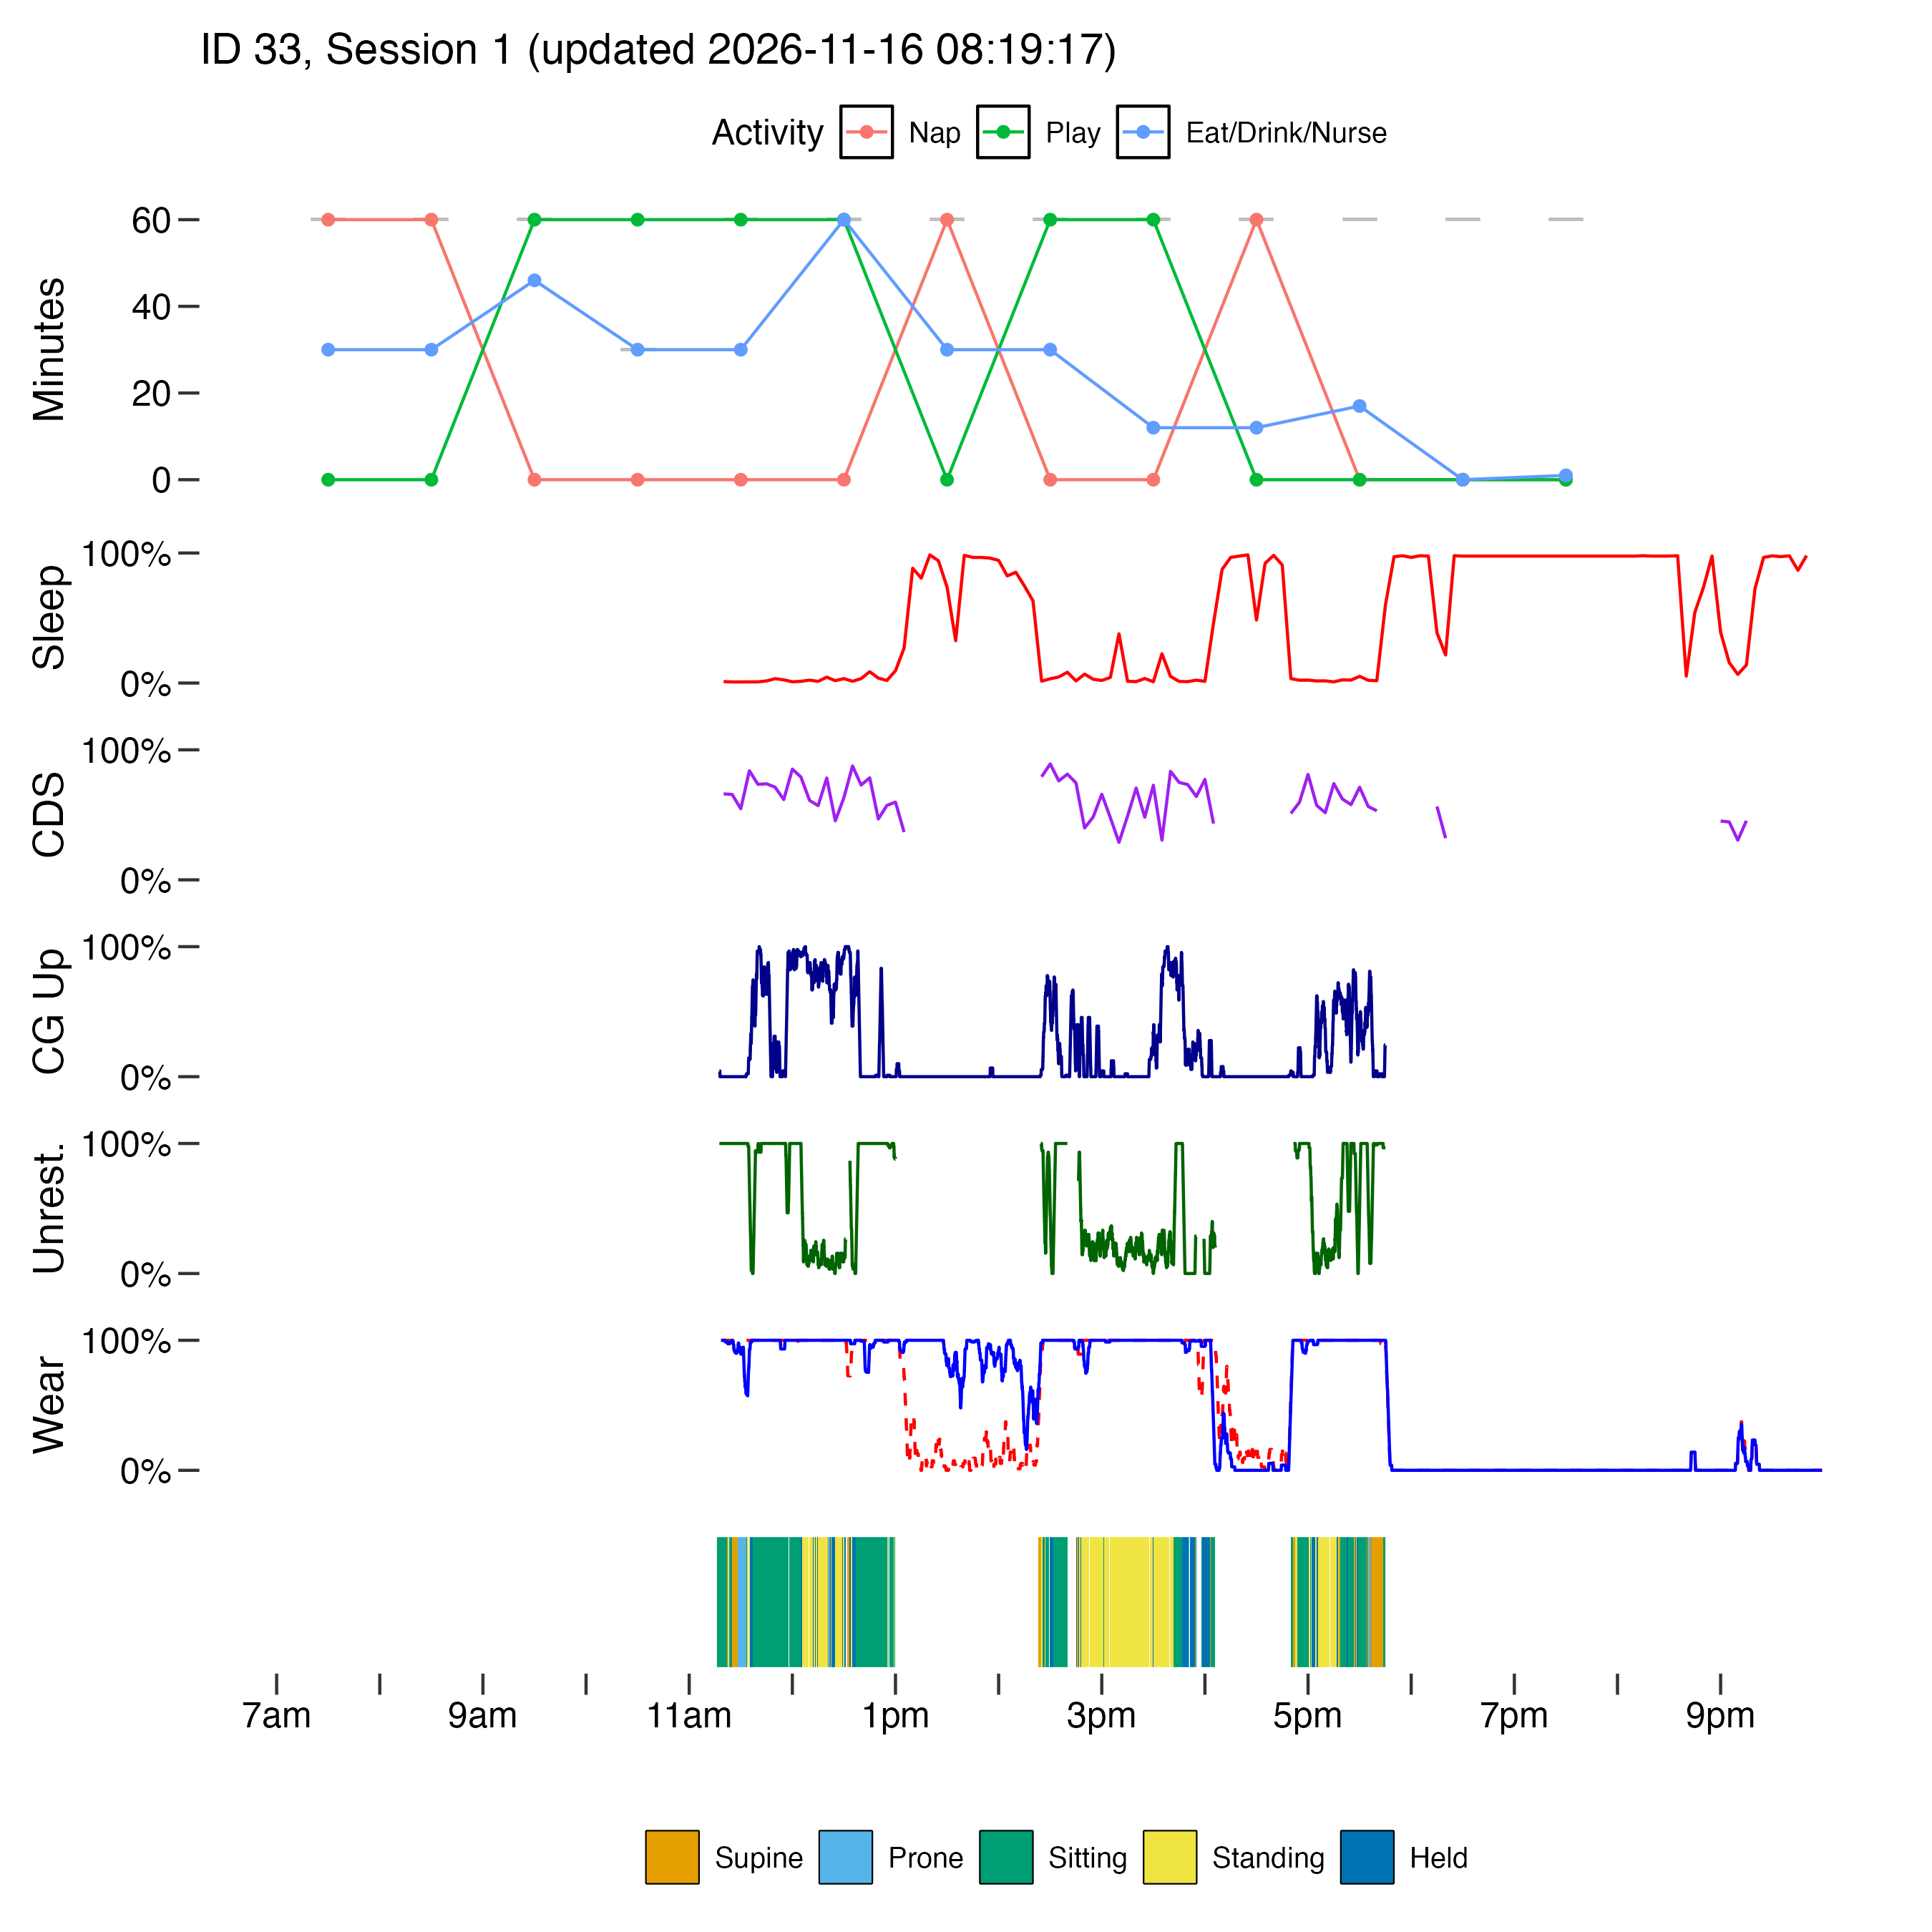 ID 33, Session 1 (updated 2026-11-16 08:19:17)
Activity Nap Play Eat/Drink/Nurse
Minutes
60
40
20
0
Sleep
100%
0%
CDS
100%
0%
CG Up
100%
0%
Unrest.
100%
0%
Wear
100%
0%
7am 9am 11am 1pm 3pm 5pm 7pm 9pm
Supine Prone Sitting Standing Held